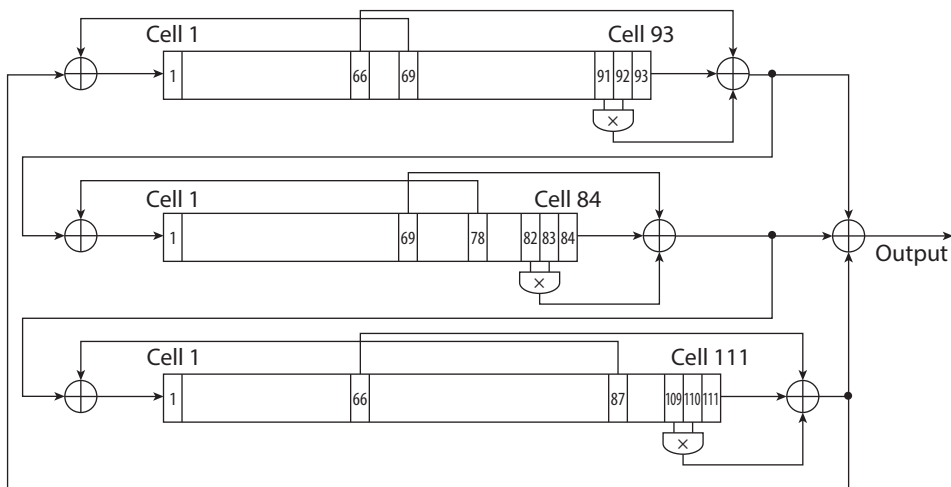 Cell 1 Cell 93
1 66 69 91 92 93
×
Cell 1 Cell 84
1 69 78 82 83 84
Output
×
Cell 1 Cell 111
1 66 87 109 110 111
×